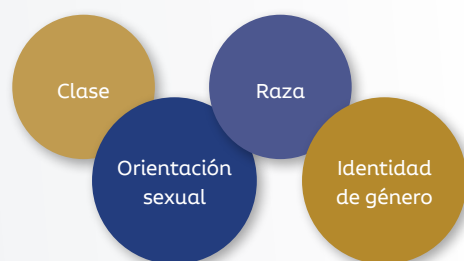 Clase
Raza
Orientación
sexual
Identidad
de género